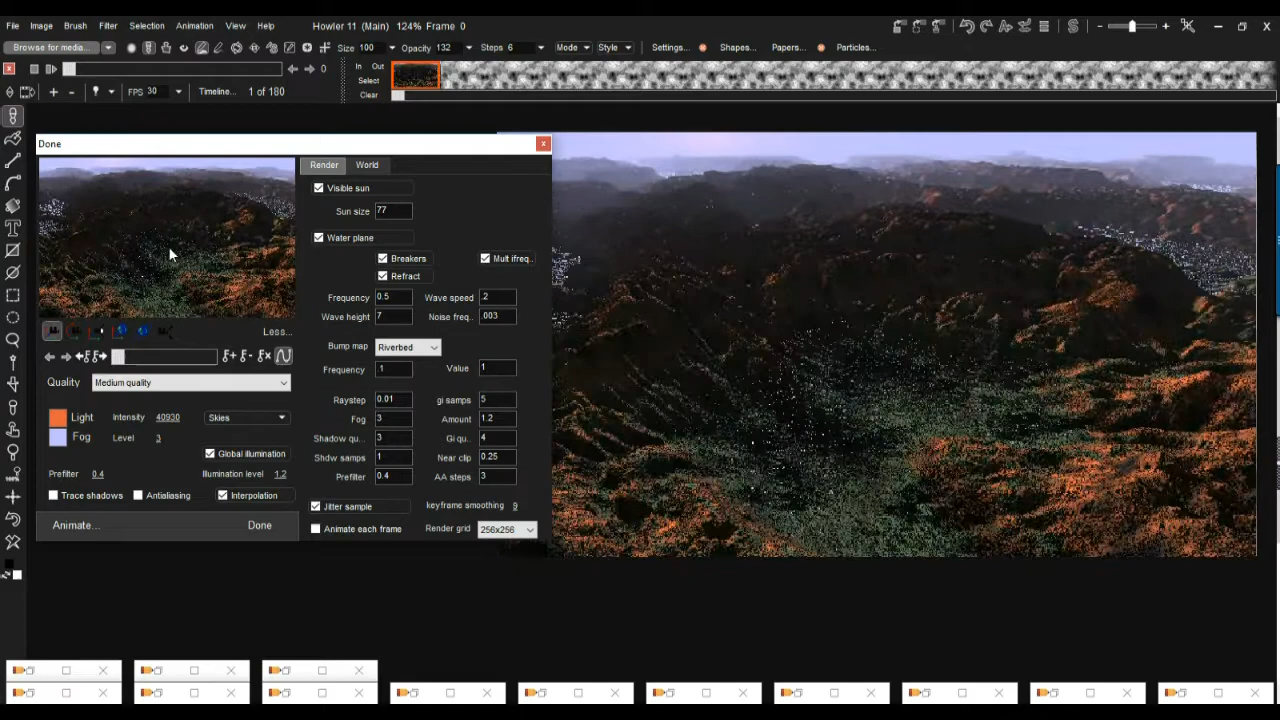 File Image Brush Filter Selection Animation View Help Howler 11 (Main) 124% Frame 0
Browse for media... Size 100 Opacity 132 Steps 6 Mode Style Settings... Shapes... Papers... Particles...
0 In Out
Select
FPS 30 Timeline... 1 of 180 Clear
Done
Render World
Visible sun
Sun size 77
Water plane
Breakers Mult ifreq..
Refract
Frequency 0.5 Wave speed .2
Wave height 7 Noise freq.. .003
Less...
Bump map Riverbed
Frequency .1 Value 1
Quality Medium quality
Raystep 0.01 gi samps 5
Light Intensity 40930 Skies
Fog 3 Amount 1.2
Fog Level 3
Shadow qu... 3 Gi qu.. 4
Global illumination
Shdw samps 1 Near clip 0.25
Prefilter 0.4 Illumination level 1.2
Prefilter 0.4 AA steps 3
Trace shadows Antialiasing Interpolation
Jitter sample keyframe smoothing 9
Animate... Done
Animate each frame Render grid 256x256
100%